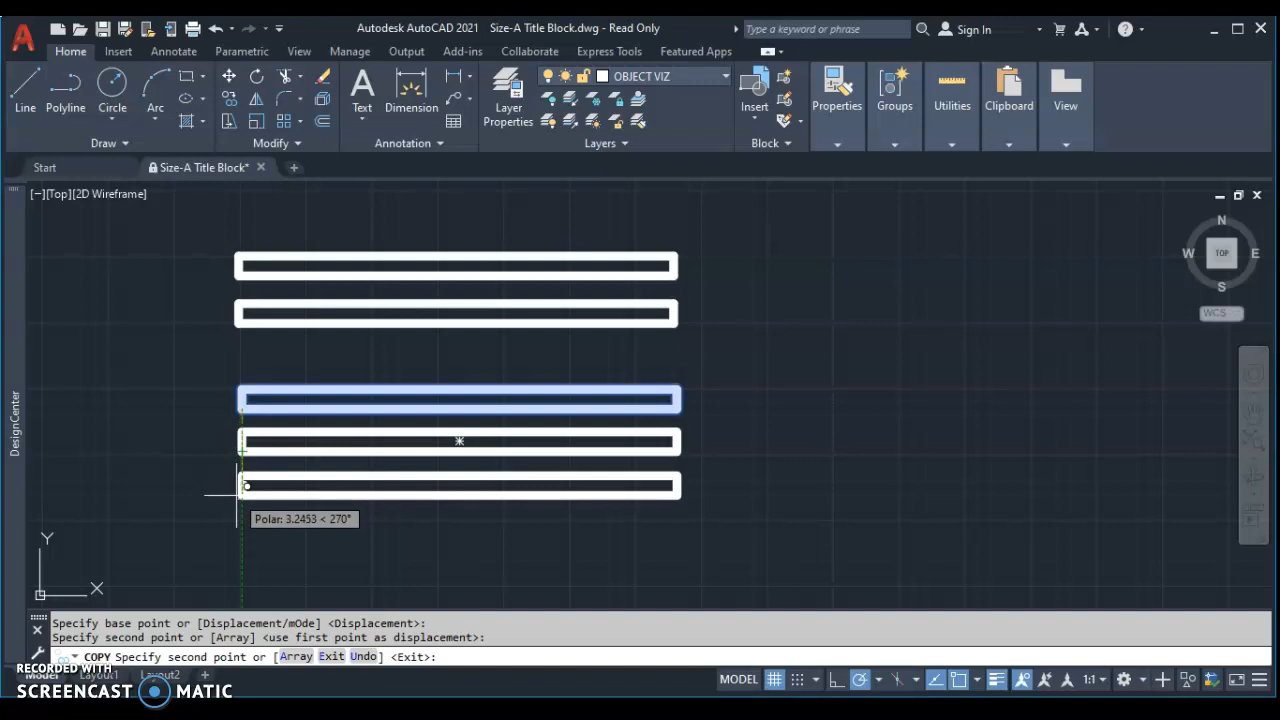 Autodesk AutoCAD 2021 Size-A Title Block.dwg - Read Only
Type a keyword or phrase
Sign In
Home Insert Annotate Parametric View Manage Output Add-ins Collaborate Express Tools Featured Apps
OBJECT VIZ
Line Polyline Circle Arc Text Dimension Layer Properties Insert Properties Groups Utilities Clipboard View
Draw Modify Annotation Layers Block
Start Size-A Title Block*
[−][Top][2D Wireframe]
N
W TOP E
S
WCS
DesignCenter
Polar: 3.2453 < 270°
Y
X
Specify base point or [Displacement/mOde] <Displacement>:
Specify second point or [Array] <use first point as displacement>:
COPY Specify second point or [Array Exit Undo] <Exit>:
RECORDED WITH
Model Layout1 Layout2 +
SCREENCAST MATIC
MODEL 1:1